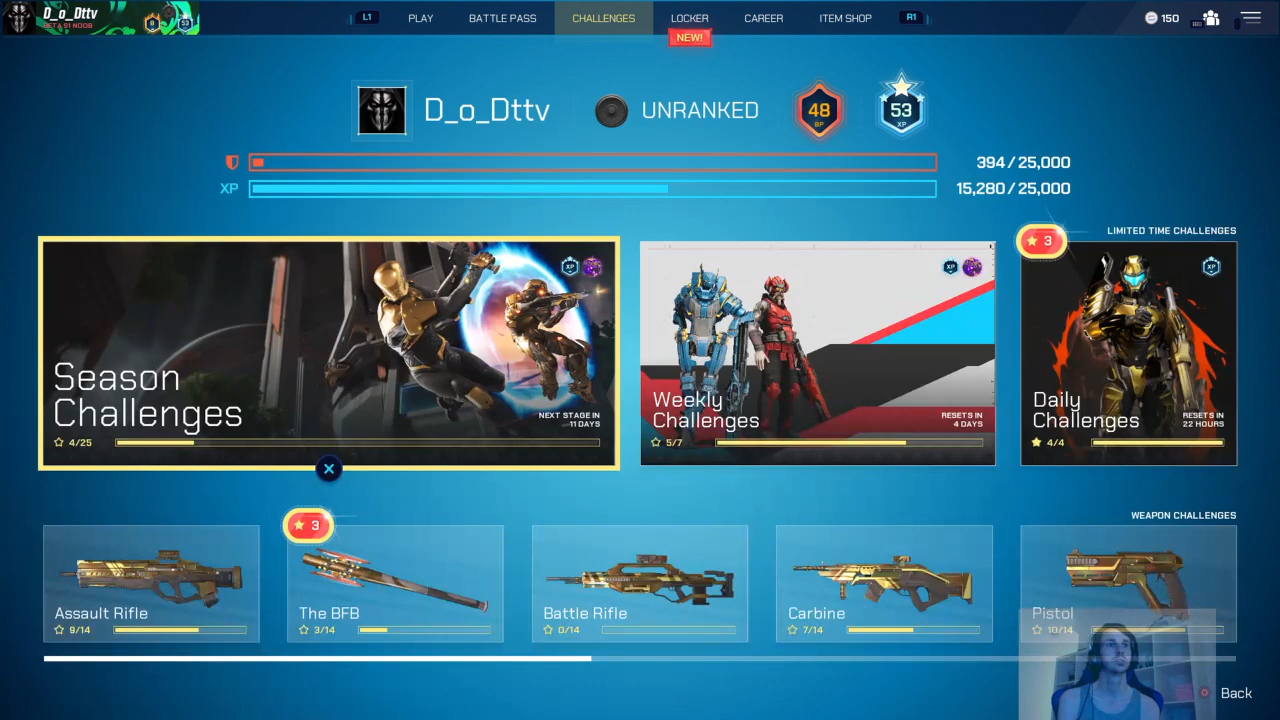 D_o_Dttv
BETA S1 NOOB
53
L1
PLAY
BATTLE PASS
CHALLENGES
LOCKER
CAREER
ITEM SHOP
R1
150
NEW!
D_o_Dttv
UNRANKED
48
BP
53
XP
394 / 25,000
XP
15,280 / 25,000
LIMITED TIME CHALLENGES
3
XP
XP
XP
Season
Challenges
NEXT STAGE IN
11 DAYS
4/25
Weekly
Challenges
RESETS IN
4 DAYS
5/7
Daily
Challenges
RESETS IN
22 HOURS
4/4
WEAPON CHALLENGES
3
Assault Rifle
9/14
The BFB
3/14
Battle Rifle
0/14
Carbine
7/14
Pistol
10/14
Back